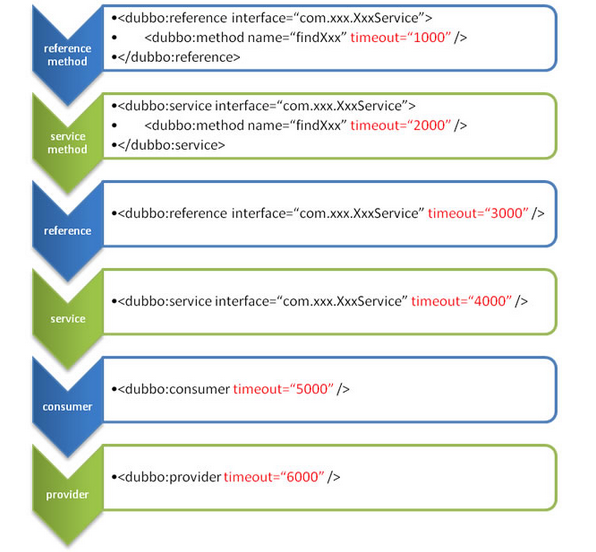 reference
method
•<dubbo:reference interface=“com.xxx.XxxService”>
• <dubbo:method name=“findXxx” timeout=“1000” />
•</dubbo:reference>
service
method
•<dubbo:service interface=“com.xxx.XxxService”>
• <dubbo:method name=“findXxx” timeout=“2000” />
•</dubbo:service>
reference
•<dubbo:reference interface=“com.xxx.XxxService” timeout=“3000” />
service
•<dubbo:service interface=“com.xxx.XxxService” timeout=“4000” />
consumer
•<dubbo:consumer timeout=“5000” />
provider
•<dubbo:provider timeout=“6000” />